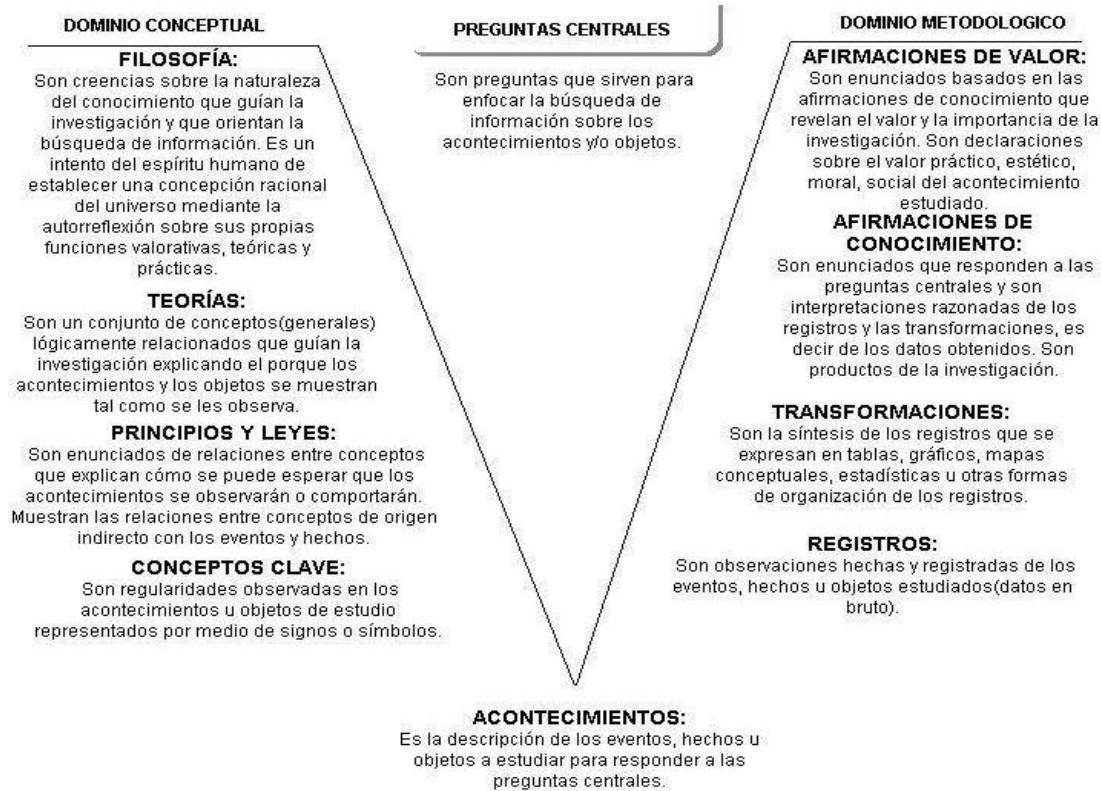 DOMINIO CONCEPTUAL
FILOSOFÍA:
Son creencias sobre la naturaleza
del conocimiento que guían la
investigación y que orientan la
búsqueda de información. Es un
intento del espíritu humano de
establecer una concepción racional
del universo mediante la
autorreflexión sobre sus propias
funciones valorativas, teóricas y
prácticas.
TEORÍAS:
Son un conjunto de conceptos(generales)
lógicamente relacionados que guían la
investigación explicando el porque los
acontecimientos y los objetos se muestran
tal como se les observa.
PRINCIPIOS Y LEYES:
Son enunciados de relaciones entre conceptos
que explican cómo se puede esperar que los
acontecimientos se observarán o comportarán.
Muestran las relaciones entre conceptos de origen
indirecto con los eventos y hechos.
CONCEPTOS CLAVE:
Son regularidades observadas en los
acontecimientos u objetos de estudio
representados por medio de signos o símbolos.
PREGUNTAS CENTRALES
Son preguntas que sirven para
enfocar la búsqueda de
información sobre los
acontecimientos y/o objetos.
DOMINIO METODOLOGICO
AFIRMACIONES DE VALOR:
Son enunciados basados en las
afirmaciones de conocimiento que
revelan el valor y la importancia de la
investigación. Son declaraciones
sobre el valor práctico, estético,
moral, social del acontecimiento
estudiado.
AFIRMACIONES DE
CONOCIMIENTO:
Son enunciados que responden a las
preguntas centrales y son
interpretaciones razonadas de los
registros y las transformaciones, es
decir de los datos obtenidos. Son
productos de la investigación.
TRANSFORMACIONES:
Son la síntesis de los registros que se
expresan en tablas, gráficos, mapas
conceptuales, estadísticas u otras formas
de organización de los registros.
REGISTROS:
Son observaciones hechas y registradas de los
eventos, hechos u objetos estudiados(datos en
bruto).
ACONTECIMIENTOS:
Es la descripción de los eventos, hechos u
objetos a estudiar para responder a las
preguntas centrales.